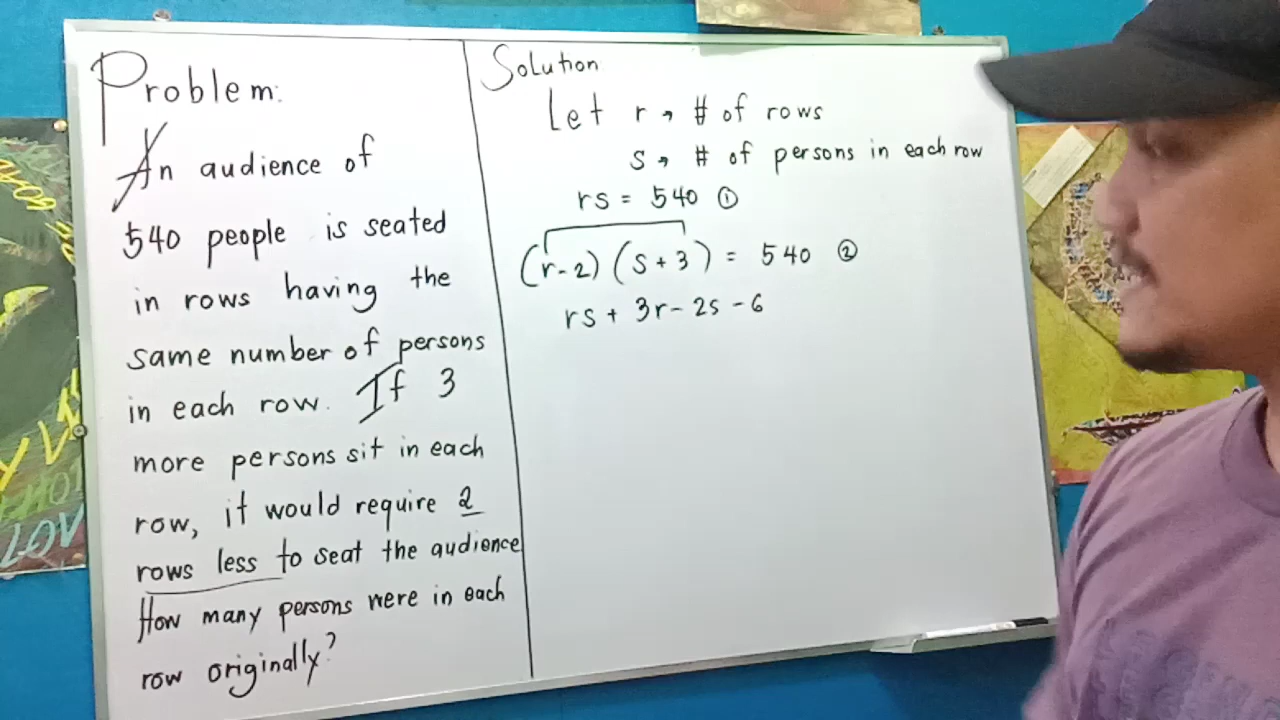 Problem:
An audience of
540 people is seated
in rows having the
same number of persons
in each row. If 3
more persons sit in each
row, it would require 2
rows less to seat the audience
How many persons were in each
row originally?
Solution
Let r → # of rows
s → # of persons in each row
rs = 540 ①
(r-2) (s+3) = 540 ②
rs + 3r - 2s - 6